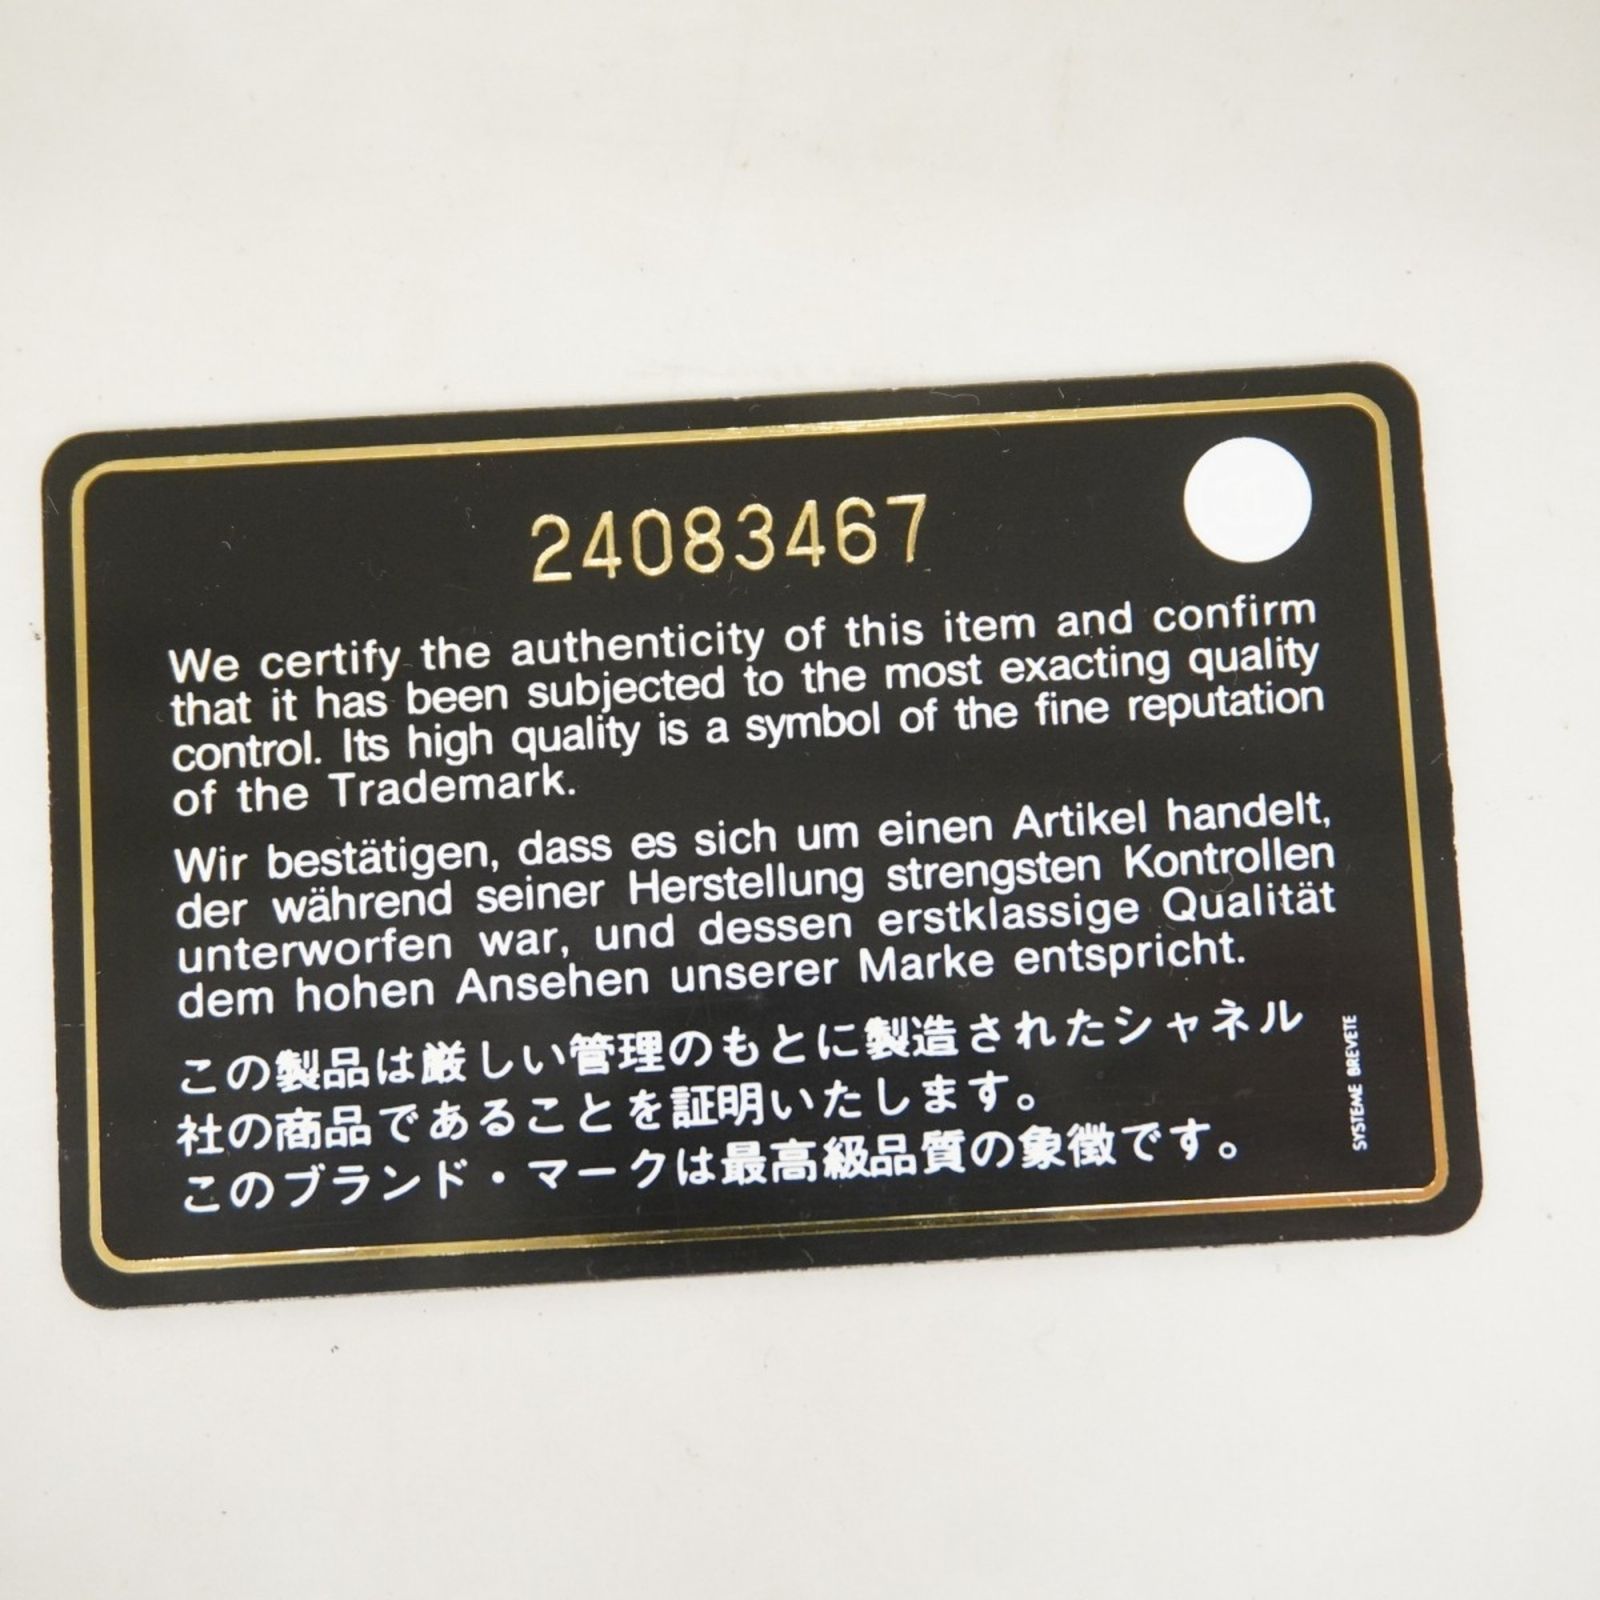 24083467
We certify the authenticity of this item and confirm
that it has been subjected to the most exacting quality
control. Its high quality is a symbol of the fine reputation
of the Trademark.
Wir bestätigen, dass es sich um einen Artikel handelt,
der während seiner Herstellung strengsten Kontrollen
unterworfen war, und dessen erstklassige Qualität
dem hohen Ansehen unserer Marke entspricht.
この製品は厳しい管理のもとに製造されたシャネル
社の商品であることを証明いたします。
このブランド・マークは最高級品質の象徴です。
SYSTEME BREVETE